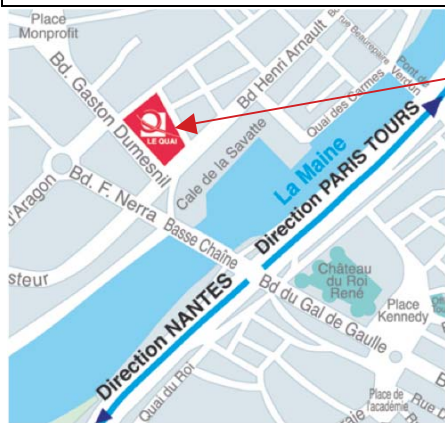 Place
Monprofit
Bd. Gaston Dumesnil
LE QUAI
Bd Henri Arnault
rue Beaurepaire
Pont de
Verdun
Quai des Carmes
Cale de la Savatte
La Maine
Direction PARIS TOURS
d'Aragon
Bd. F. Nerra
Basse Chaine
steur
Direction NANTES
Château
du Roi
René
Bd du Gal de Gaulle
Place
Kennedy
Quai du Roi
Place de
l'académie
Rue D